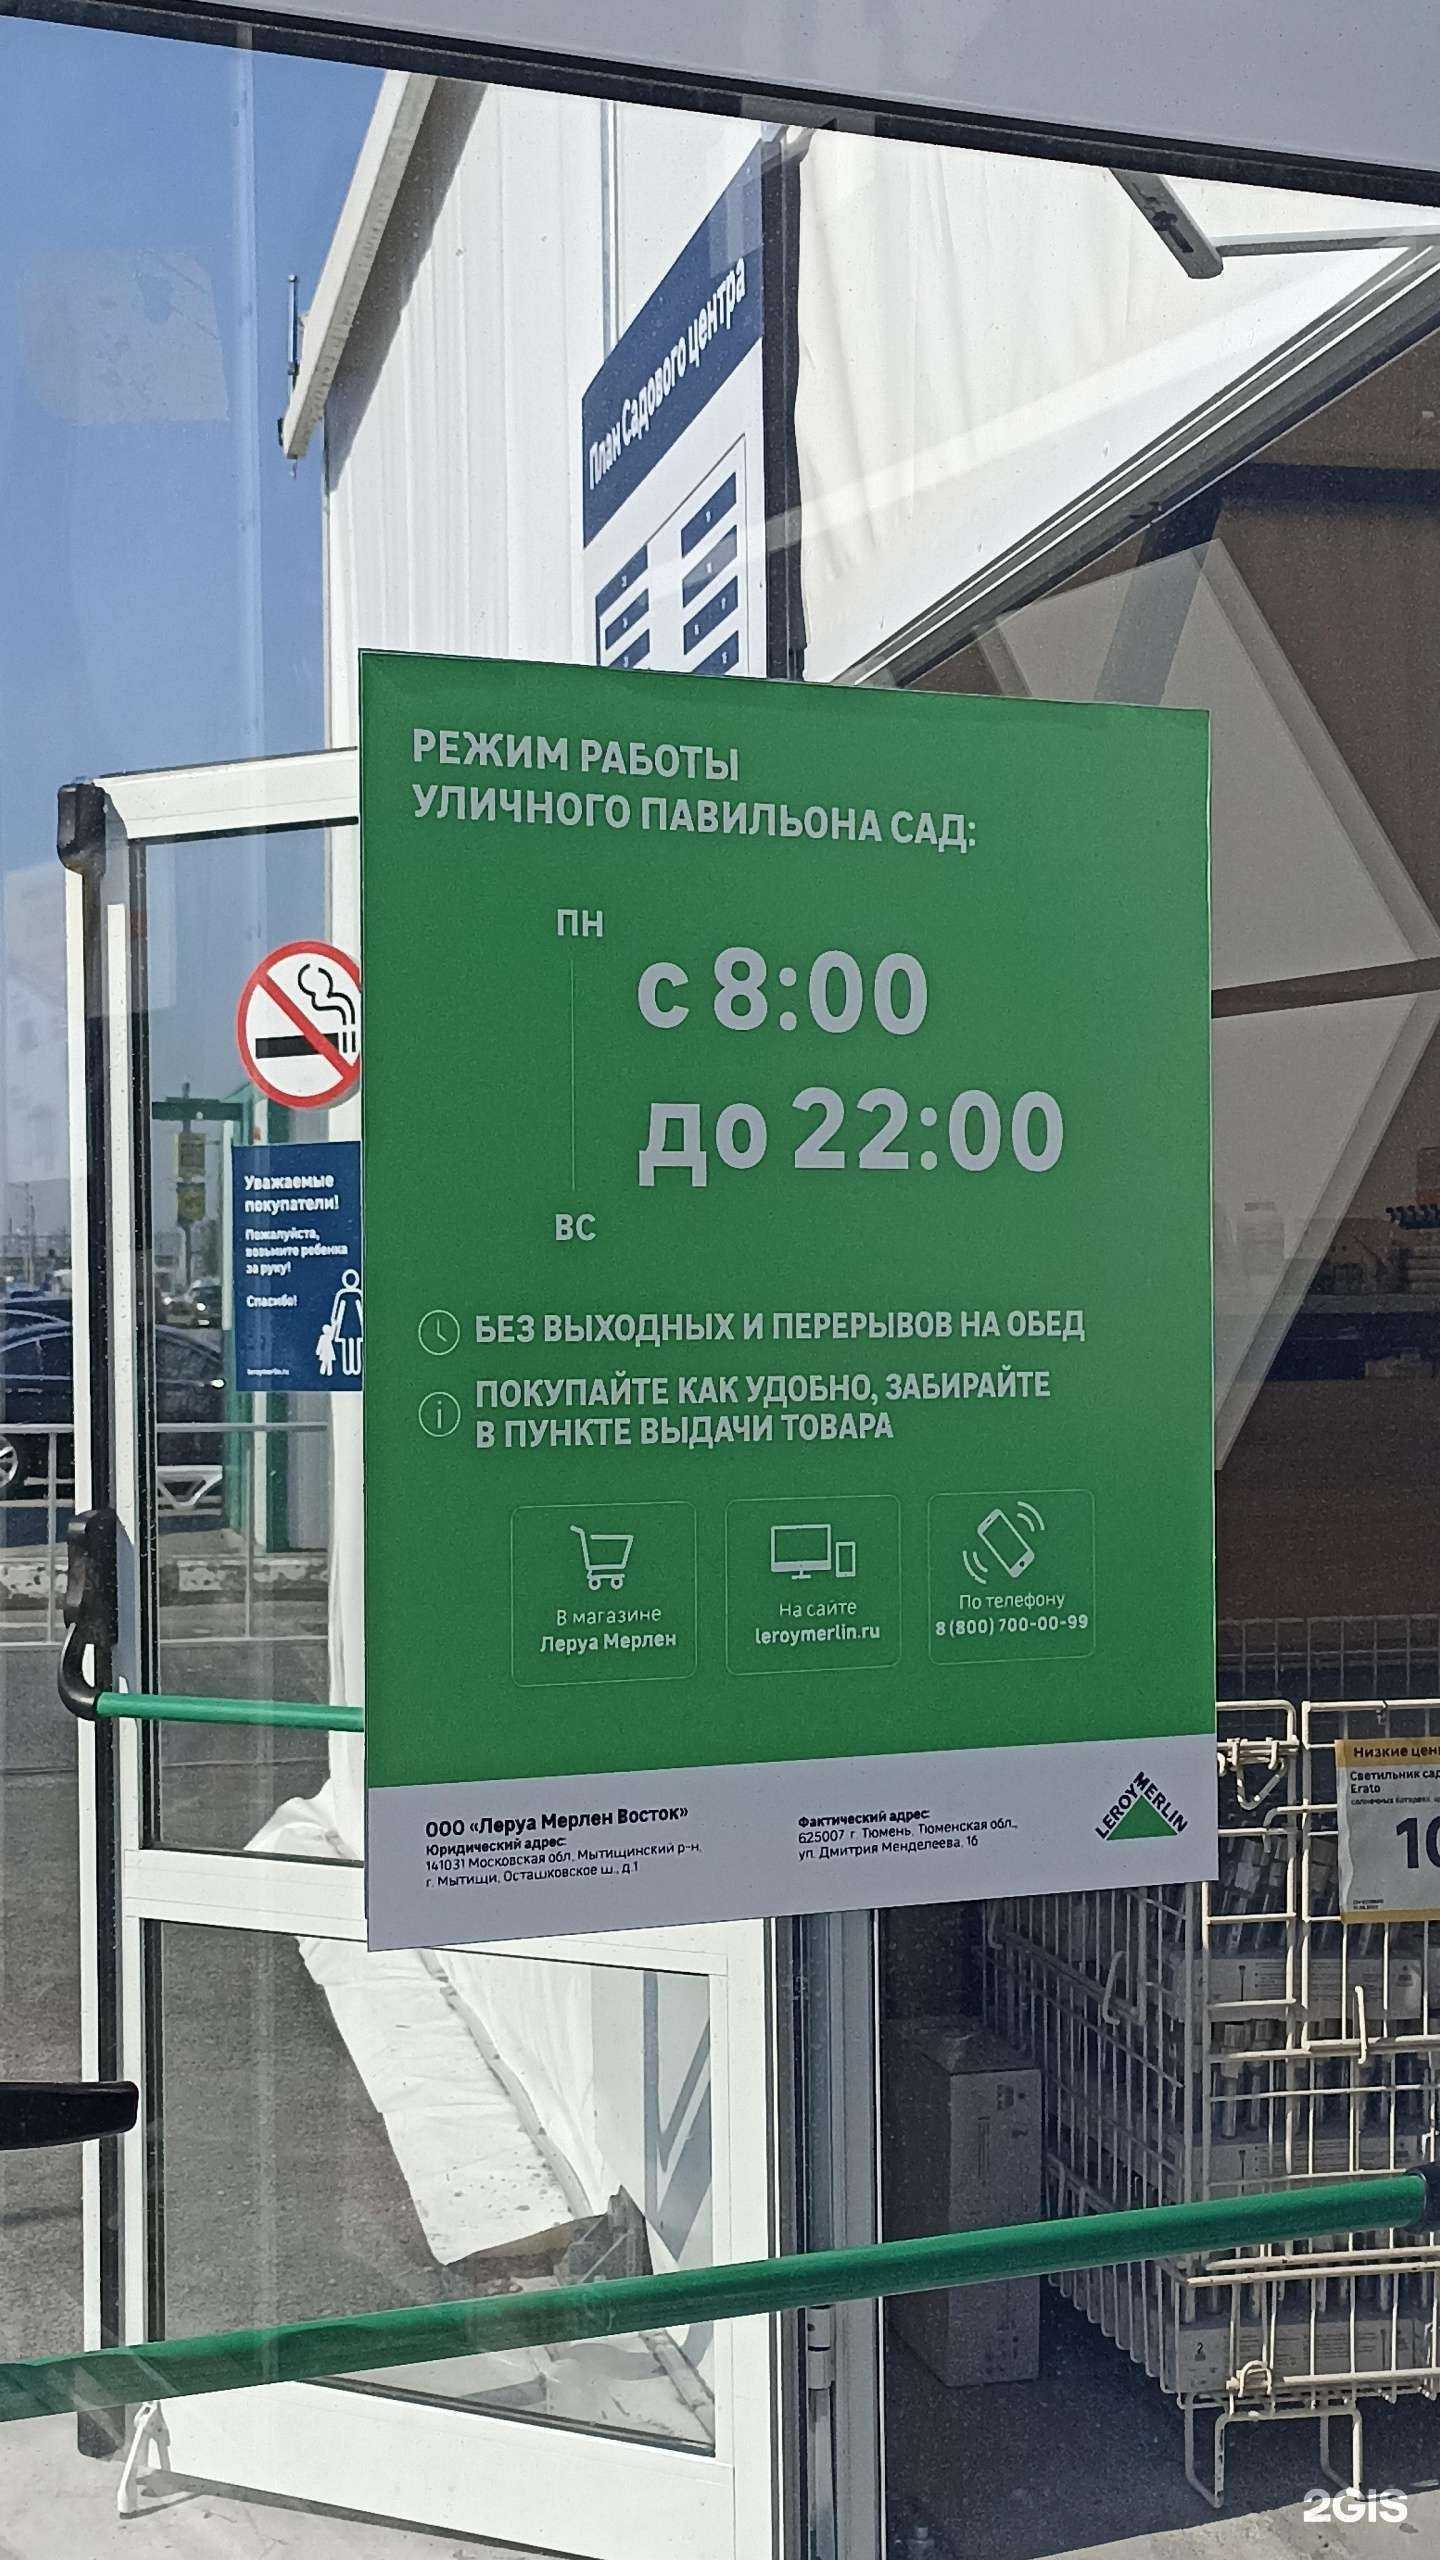 План Садового центра
РЕЖИМ РАБОТЫ
УЛИЧНОГО ПАВИЛЬОНА САД:
ПН
с 8:00
до 22:00
ВС
БЕЗ ВЫХОДНЫХ И ПЕРЕРЫВОВ НА ОБЕД
ПОКУПАЙТЕ КАК УДОБНО, ЗАБИРАЙТЕ
В ПУНКТЕ ВЫДАЧИ ТОВАРА
В магазине
Леруа Мерлен
На сайте
leroymerlin.ru
По телефону
8 (800) 700-00-99
ООО «Леруа Мерлен Восток»
Юридический адрес:
141031 Московская обл. Мытищинский р-н,
г. Мытищи, Осташковское ш., д.1
Фактический адрес:
625007 г. Тюмень, Тюменская обл.,
ул. Дмитрия Менделеева, 16
LEROY MERLIN
Уважаемые
покупатели!
Пожалуйста,
возьмите ребенка
за руку!
Спасибо!
leroymerlin.ru
Низкие цен
Светильник сад
Erato
10
2GIS